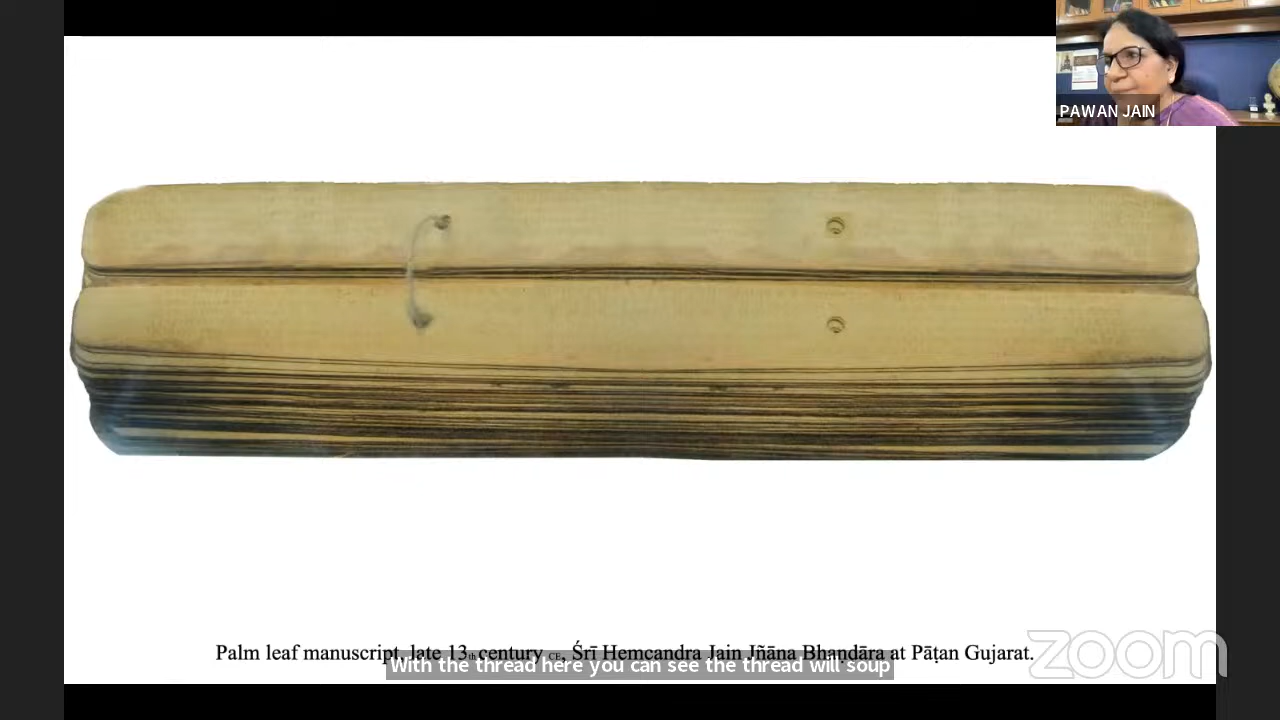 PAWAN JAIN
Palm leaf manuscript, late 13th century CE, Śrī Hemcandra Jain Jñāna Bhaṇḍāra at Pāṭan Gujarat.
With the thread here you can see the thread will soup
zoom